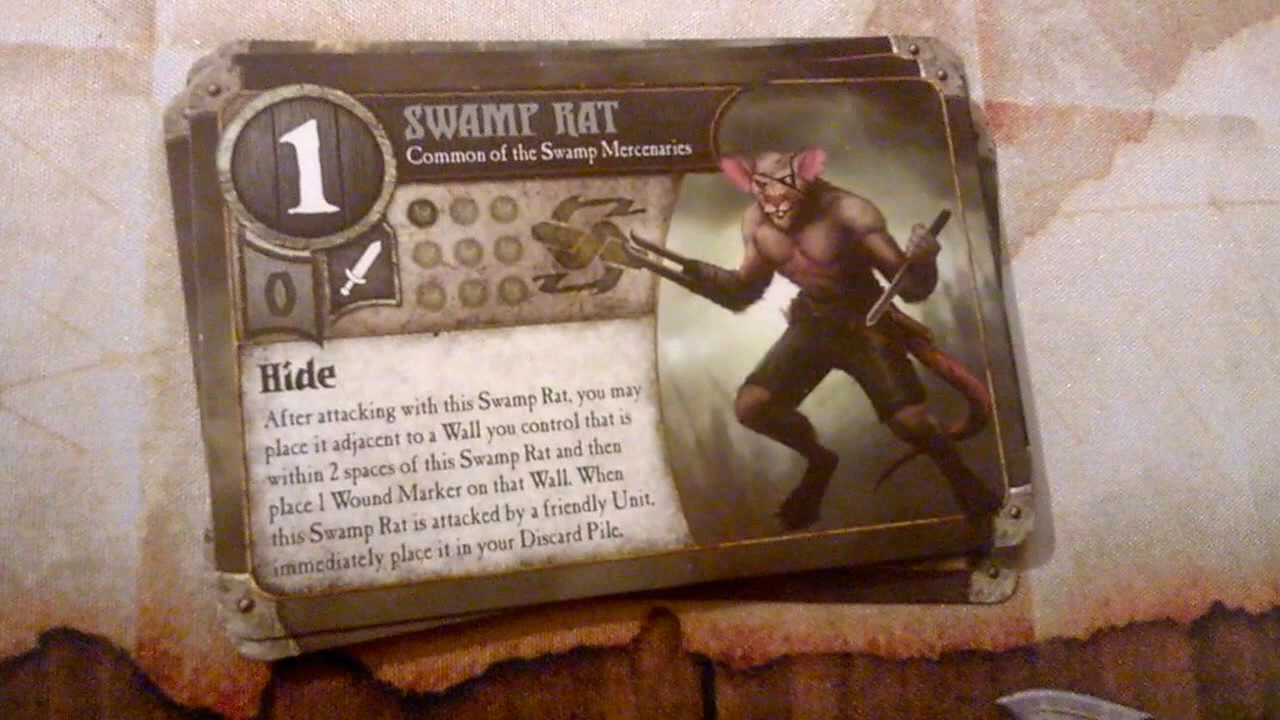 1
SWAMP RAT
Common of the Swamp Mercenaries
0
Hide
After attacking with this Swamp Rat, you may
place it adjacent to a Wall you control that is
within 2 spaces of this Swamp Rat and then
place 1 Wound Marker on that Wall. When
this Swamp Rat is attacked by a friendly Unit,
immediately place it in your Discard Pile.